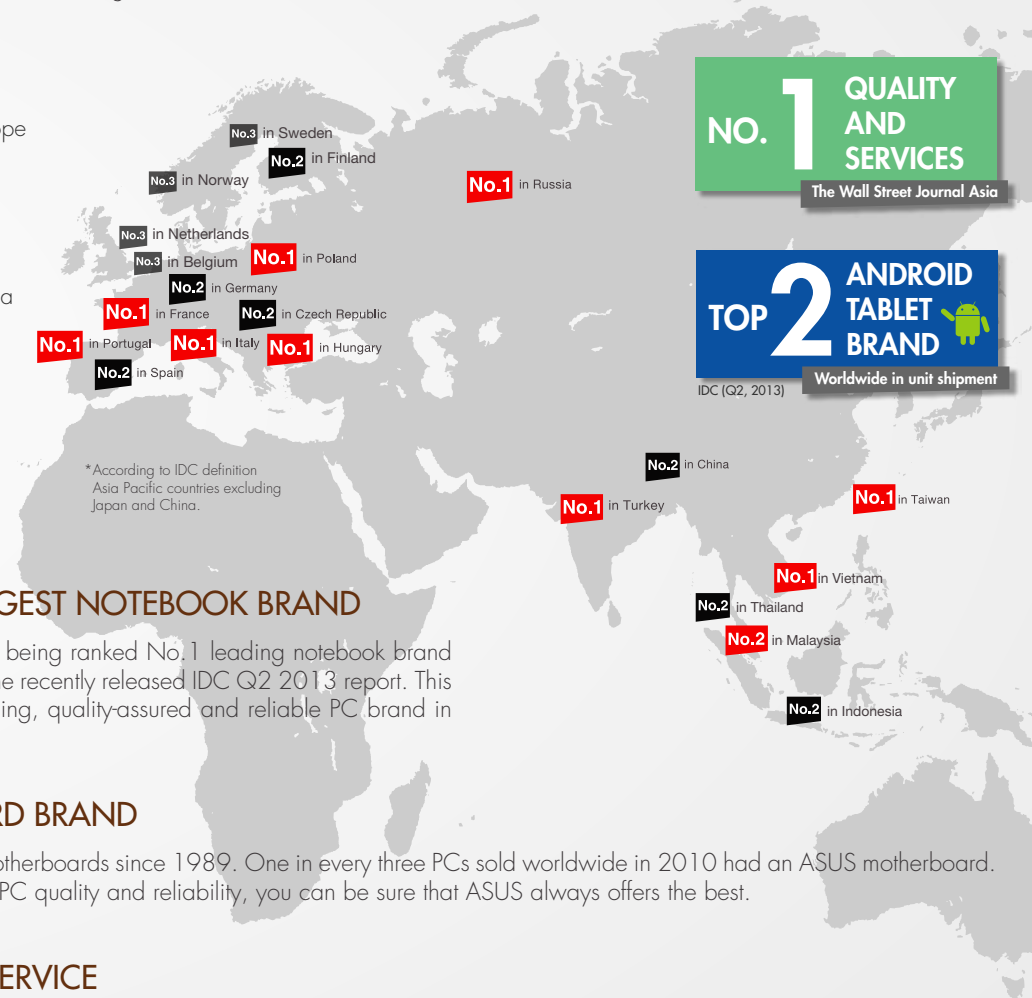 QUALITY
NO. 1 AND
SERVICES
The Wall Street Journal Asia
No.3 in Sweden
No.2 in Finland
No.3 in Norway
No.1 in Russia
No.3 in Netherlands
No.3 in Belgium
No.1 in Poland
No.2 in Germany
No.1 in France
No.2 in Czech Republic
No.1 in Portugal
No.1 in Italy
No.1 in Hungary
No.2 in Spain
ANDROID
TOP 2 TABLET
BRAND
Worldwide in unit shipment
IDC (Q2, 2013)
*According to IDC definition
Asia Pacific countries excluding
Japan and China.
No.2 in China
No.1 in Turkey
No.1 in Taiwan
No.1 in Vietnam
No.2 in Thailand
No.2 in Malaysia
No.2 in Indonesia
GEST NOTEBOOK BRAND
being ranked No.1 leading notebook brand
recently released IDC Q2 2013 report. This
ing, quality-assured and reliable PC brand in
RD BRAND
otherboards since 1989. One in every three PCs sold worldwide in 2010 had an ASUS motherboard.
PC quality and reliability, you can be sure that ASUS always offers the best.
ERVICE